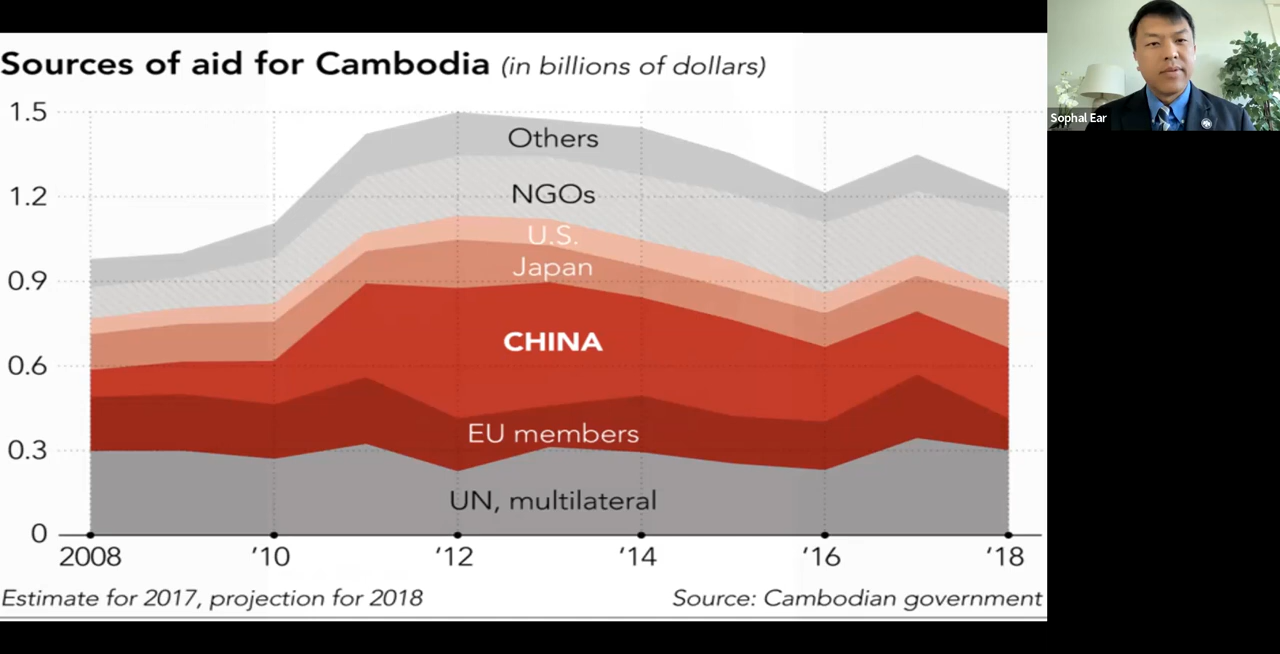 Sources of aid for Cambodia (in billions of dollars)
1.5
1.2
0.9
0.6
0.3
0
Others
NGOs
U.S.
Japan
CHINA
EU members
UN, multilateral
2008 '10 '12 '14 '16 '18
Estimate for 2017, projection for 2018 Source: Cambodian government
Sophal Ear